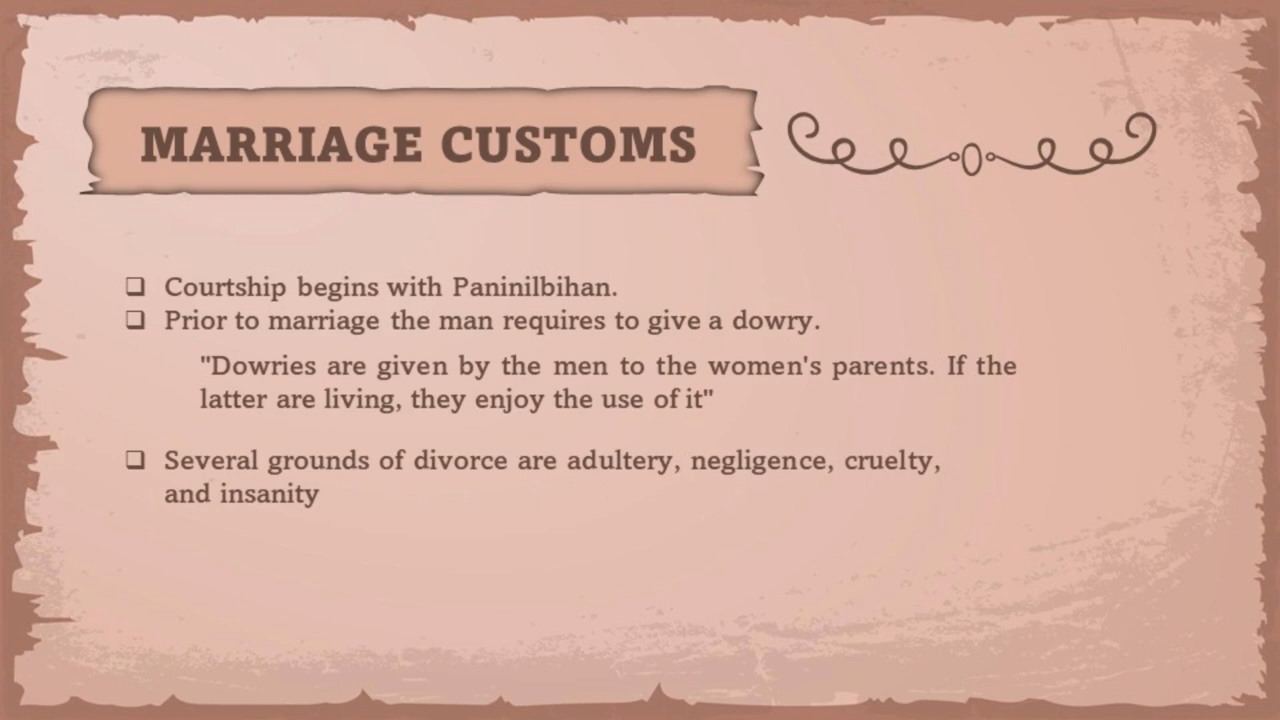 MARRIAGE CUSTOMS
❑ Courtship begins with Paninilbihan.
❑ Prior to marriage the man requires to give a dowry.
"Dowries are given by the men to the women's parents. If the
latter are living, they enjoy the use of it"
❑ Several grounds of divorce are adultery, negligence, cruelty,
and insanity